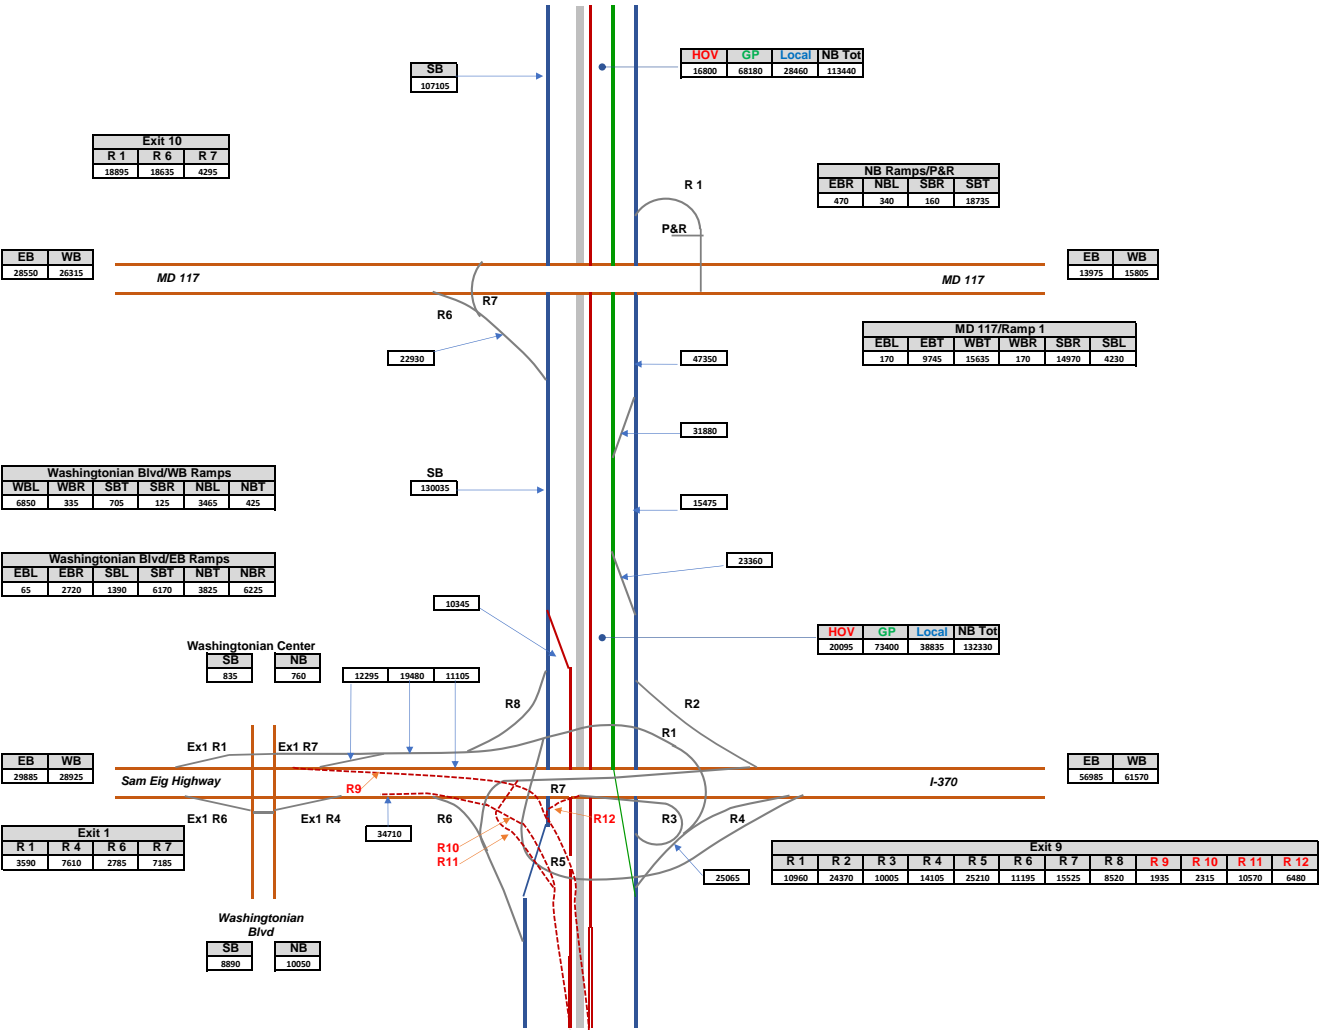 HOV GP Local NB Tot
16800 68180 28460 113440
SB
107105
Exit 10
R 1 R 6 R 7
18895 18635 4295
NB Ramps/P&R
EBR NBL SBR SBT
470 340 160 18735
R 1
P&R
EB WB
28550 26315
MD 117
MD 117
EB WB
13975 15805
R7
R6
MD 117/Ramp 1
EBL EBT WBT WBR SBR SBL
170 9745 15635 170 14970 4230
22930
47350
31880
Washingtonian Blvd/WB Ramps
WBL WBR SBT SBR NBL NBT
6850 335 705 125 3465 425
SB
130035
15475
Washingtonian Blvd/EB Ramps
EBL EBR SBL SBT NBT NBR
65 2720 1390 6170 3825 6225
23360
10345
HOV GP Local NB Tot
20095 73400 38835 132330
Washingtonian Center
SB NB
835 760
12295 19480 11105
R8
R2
R1
Ex1 R1
Ex1 R7
EB WB
29885 28925
Sam Eig Highway
R9
R7
I-370
EB WB
56985 61570
Ex1 R6
Ex1 R4
R6
R12
R3
R4
34710
Exit 1
R 1 R 4 R 6 R 7
3590 7610 2785 7185
R10
R11
R5
25065
Exit 9
R 1 R 2 R 3 R 4 R 5 R 6 R 7 R 8 R 9 R 10 R 11 R 12
10960 24370 10005 14105 25210 11195 15525 8520 1935 2315 10570 6480
Washingtonian
Blvd
SB NB
8890 10050